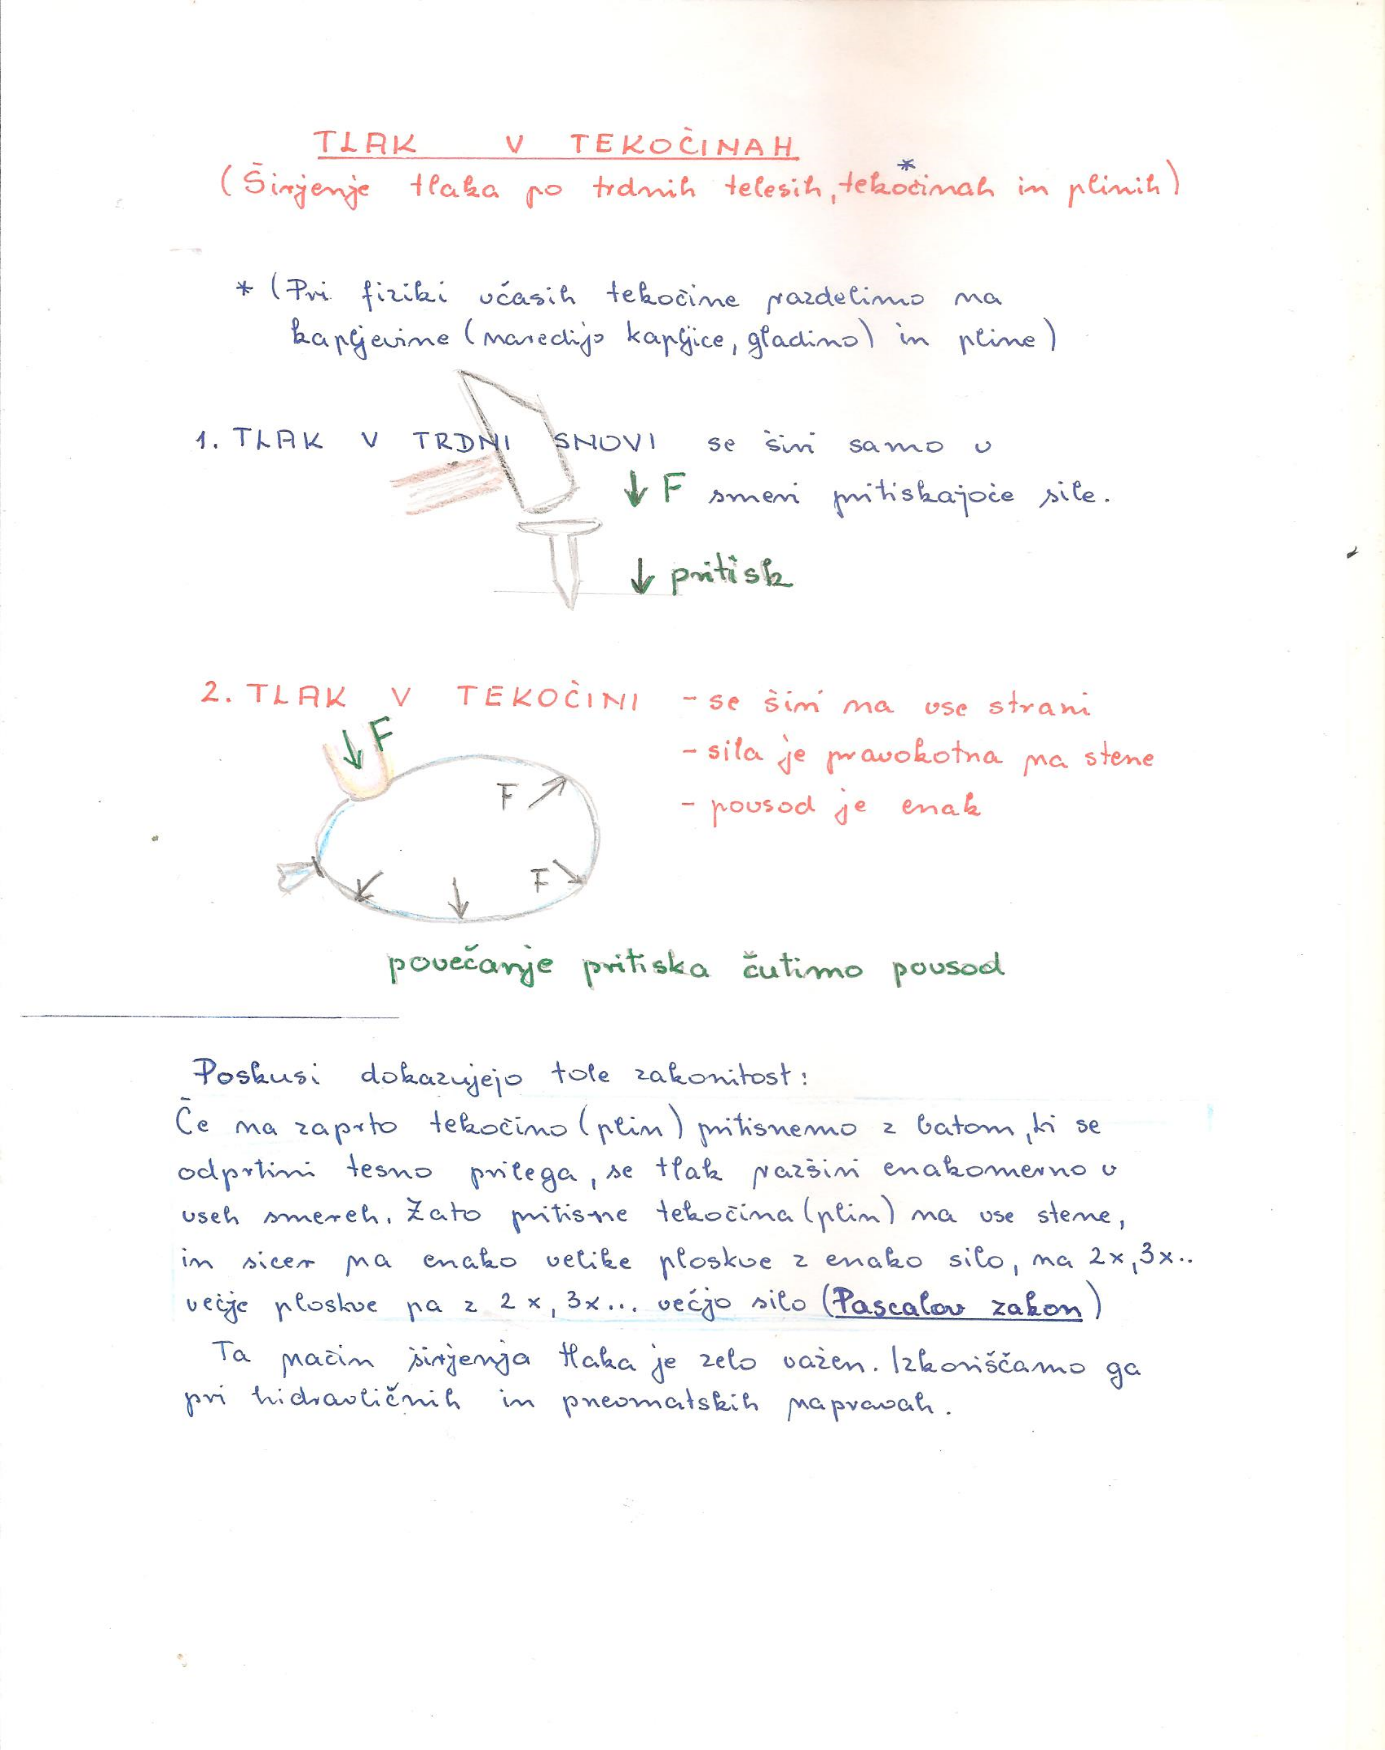 TLAK V TEKOČINAH
(Širjenje tlaka po trdnih telesih, tekočinah* in plinih)
* (Pri fiziki včasih tekočine razdelimo na
kapljevine (naredijo kapljice, gladino) in pline)
1. TLAK V TRDNI SNOVI se širi samo v
↓ F smeri pritiskajoče sile.
↓ pritisk
2. TLAK V TEKOČINI - se širi na vse strani
↓ F
- sila je pravokotna na stene
F
- povsod je enak
F
povečanje pritiska čutimo povsod
Poskusi dokazujejo tole zakonitost:
Če na zaprto tekočino (plin) pritisnemo z batom, ki se
odprtini tesno prilega, se tlak razširi enakomerno v
vseh smereh. Zato pritisne tekočina (plin) na vse stene,
in sicer na enako velike ploskve z enako silo, na 2x, 3x..
večje ploskve pa z 2x, 3x... večjo silo (Pascalov zakon)
Ta način širjenja tlaka je zelo važen. Izkoriščamo ga
pri hidravličnih in pnevmatskih napravah.